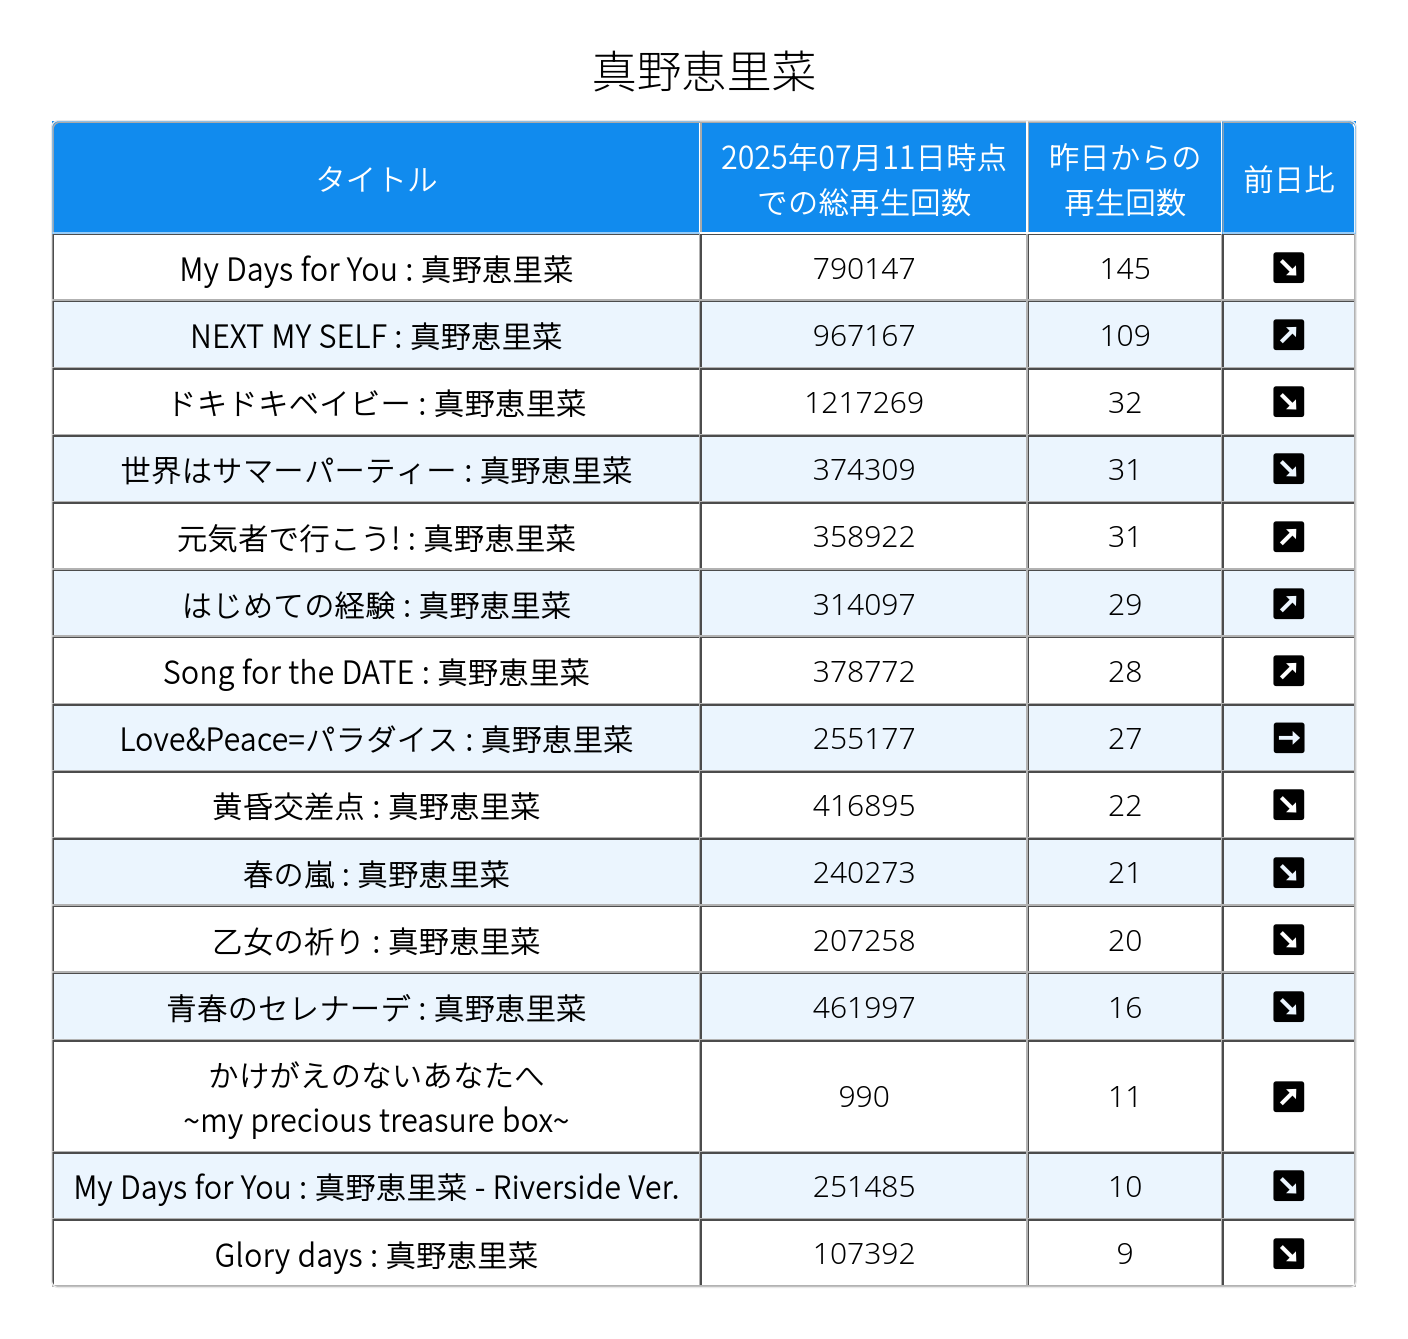 真野恵里菜
タイトル
2025年07月11日時点
での総再生回数
昨日からの
再生回数
前日比
My Days for You : 真野恵里菜 790147 145 ↘
NEXT MY SELF : 真野恵里菜 967167 109 ↗
ドキドキベイビー : 真野恵里菜 1217269 32 ↘
世界はサマーパーティー : 真野恵里菜 374309 31 ↘
元気者で行こう! : 真野恵里菜 358922 31 ↗
はじめての経験 : 真野恵里菜 314097 29 ↗
Song for the DATE : 真野恵里菜 378772 28 ↗
Love&Peace=パラダイス : 真野恵里菜 255177 27 →
黄昏交差点 : 真野恵里菜 416895 22 ↘
春の嵐 : 真野恵里菜 240273 21 ↘
乙女の祈り : 真野恵里菜 207258 20 ↘
青春のセレナーデ : 真野恵里菜 461997 16 ↘
かけがえのないあなたへ
~my precious treasure box~ 990 11 ↗
My Days for You : 真野恵里菜 - Riverside Ver. 251485 10 ↘
Glory days : 真野恵里菜 107392 9 ↘